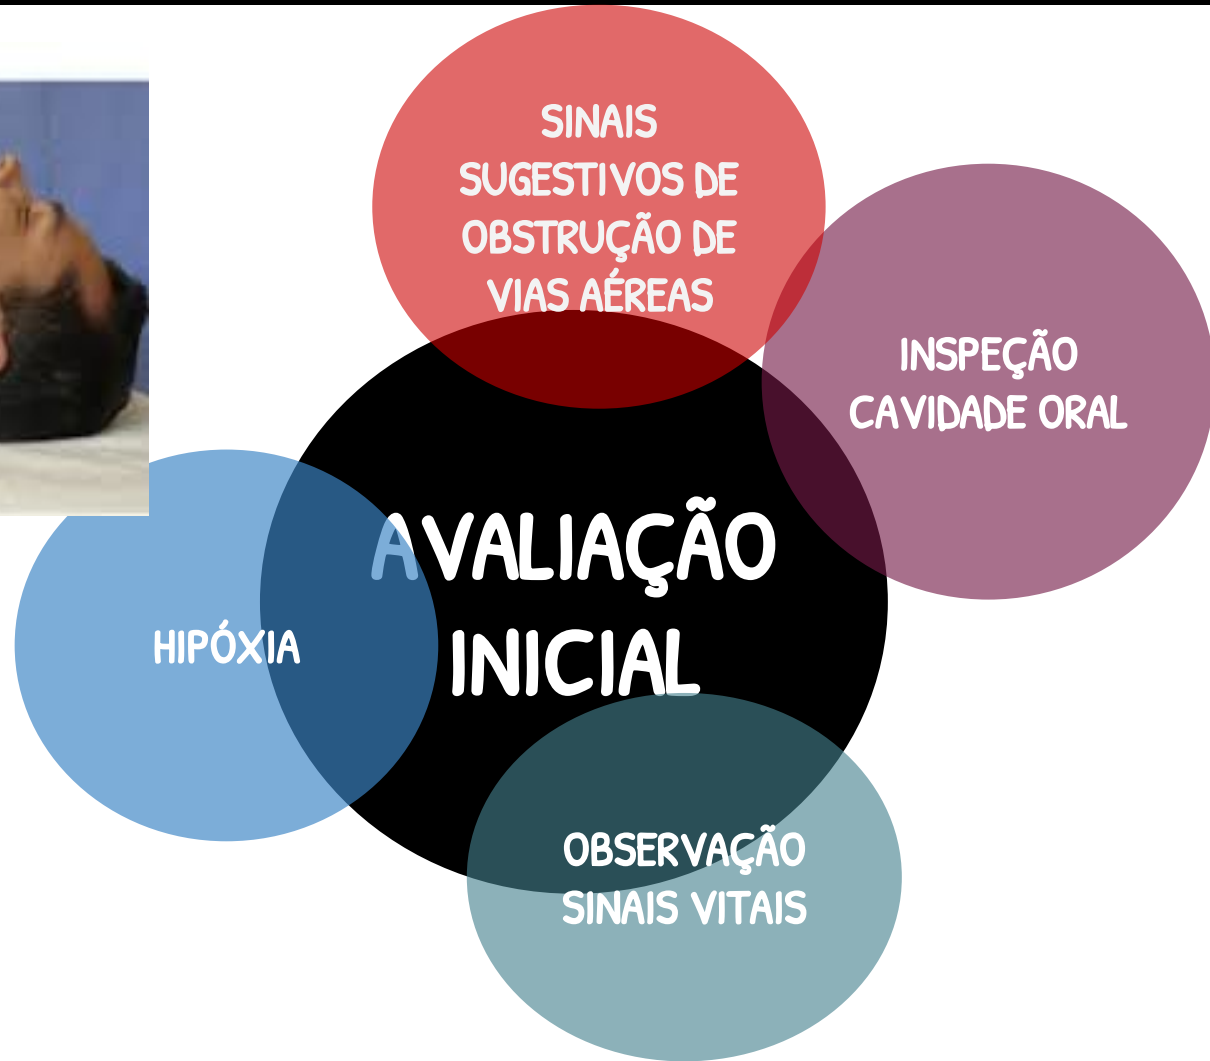 SINAIS
SUGESTIVOS DE
OBSTRUÇÃO DE
VIAS AÉREAS
INSPEÇÃO
CAVIDADE ORAL
AVALIAÇÃO
INICIAL
HIPÓXIA
OBSERVAÇÃO
SINAIS VITAIS